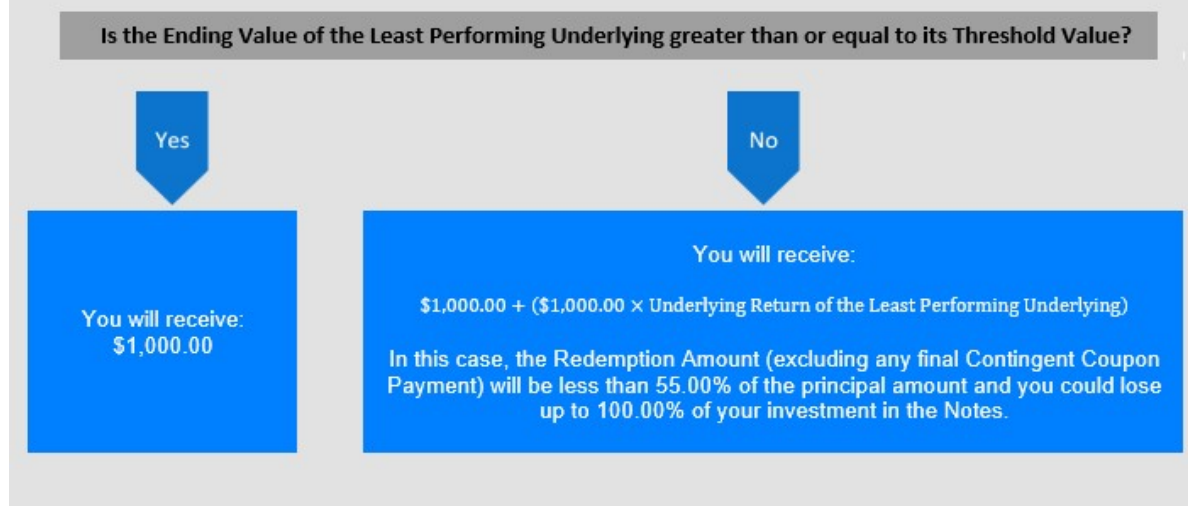 Is the Ending Value of the Least Performing Underlying greater than or equal to its Threshold Value?
Yes
No
You will receive:
$1,000.00
You will receive:
$1,000.00 + ($1,000.00 × Underlying Return of the Least Performing Underlying)
In this case, the Redemption Amount (excluding any final Contingent Coupon
Payment) will be less than 55.00% of the principal amount and you could lose
up to 100.00% of your investment in the Notes.